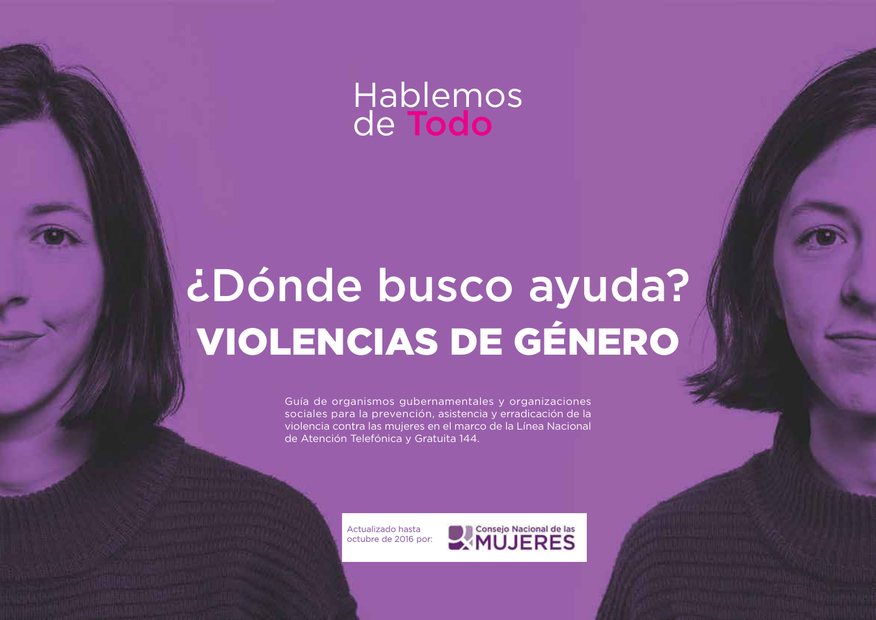 Hablemos
de Todo
¿Dónde busco ayuda?
VIOLENCIAS DE GÉNERO
Guía de organismos gubernamentales y organizaciones
sociales para la prevención, asistencia y erradicación de la
violencia contra las mujeres en el marco de la Línea Nacional
de Atención Telefónica y Gratuita 144.
Actualizado hasta
octubre de 2016 por:
Consejo Nacional de las
MUJERES